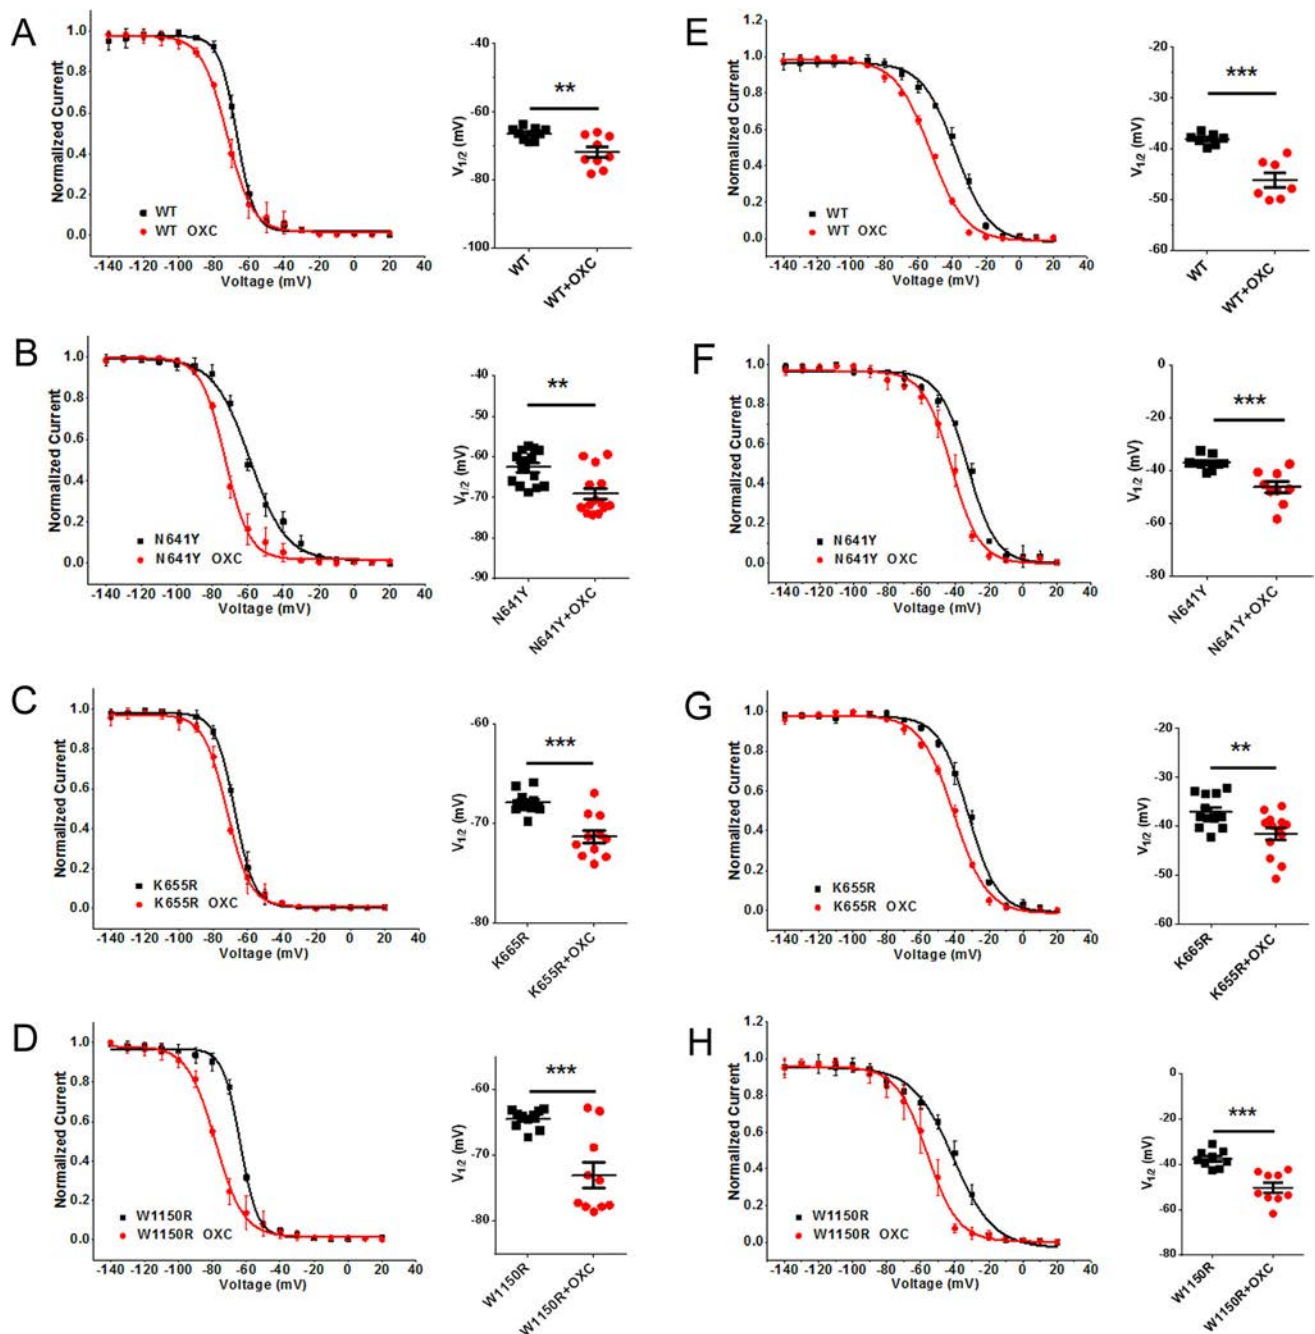 A
Normalized Current
1.0
0.8
0.6
0.4
0.2
0.0
WT
WT OXC
-140 -120 -100 -80 -60 -40 -20 0 20 40
Voltage (mV)
V1/2 (mV)
-40
-60
-80
-100
**
WT
WT+OXC
E
Normalized Current
1.2
1.0
0.8
0.6
0.4
0.2
0.0
WT
WT OXC
-140 -120 -100 -80 -60 -40 -20 0 20 40
Voltage (mV)
V1/2 (mV)
-20
-30
-40
-50
-60
***
WT
WT+OXC
B
Normalized Current
1.0
0.8
0.6
0.4
0.2
0.0
N641Y
N641Y OXC
-140 -120 -100 -80 -60 -40 -20 0 20 40
Voltage (mV)
V1/2 (mV)
-40
-50
-60
-70
-80
-90
**
N641Y
N641Y+OXC
F
Normalized Current
1.0
0.8
0.6
0.4
0.2
0.0
N641Y
N641Y OXC
-140 -120 -100 -80 -60 -40 -20 0 20 40
Voltage (mV)
V1/2 (mV)
0
-20
-40
-60
-80
***
N641Y
N641Y+OXC
C
Normalized Current
1.0
0.8
0.6
0.4
0.2
0.0
K655R
K655R OXC
-140 -120 -100 -80 -60 -40 -20 0 20 40
Voltage (mV)
V1/2 (mV)
-60
-70
-80
***
K665R
K655R+OXC
G
Normalized Current
1.0
0.8
0.6
0.4
0.2
0.0
K655R
K655R OXC
-140 -120 -100 -80 -60 -40 -20 0 20 40
Voltage (mV)
V1/2 (mV)
-20
-30
-40
-50
-60
**
K665R
K655R+OXC
D
Normalized Current
1.0
0.8
0.6
0.4
0.2
0.0
W1150R
W1150R OXC
-140 -120 -100 -80 -60 -40 -20 0 20 40
Voltage (mV)
V1/2 (mV)
-60
-70
-80
***
W1150R
W1150R+OXC
H
Normalized Current
1.2
1.0
0.8
0.6
0.4
0.2
0.0
W1150R
W1150R OXC
-140 -120 -100 -80 -60 -40 -20 0 20 40
Voltage (mV)
V1/2 (mV)
0
-20
-40
-60
-80
***
W1150R
W1150R+OXC